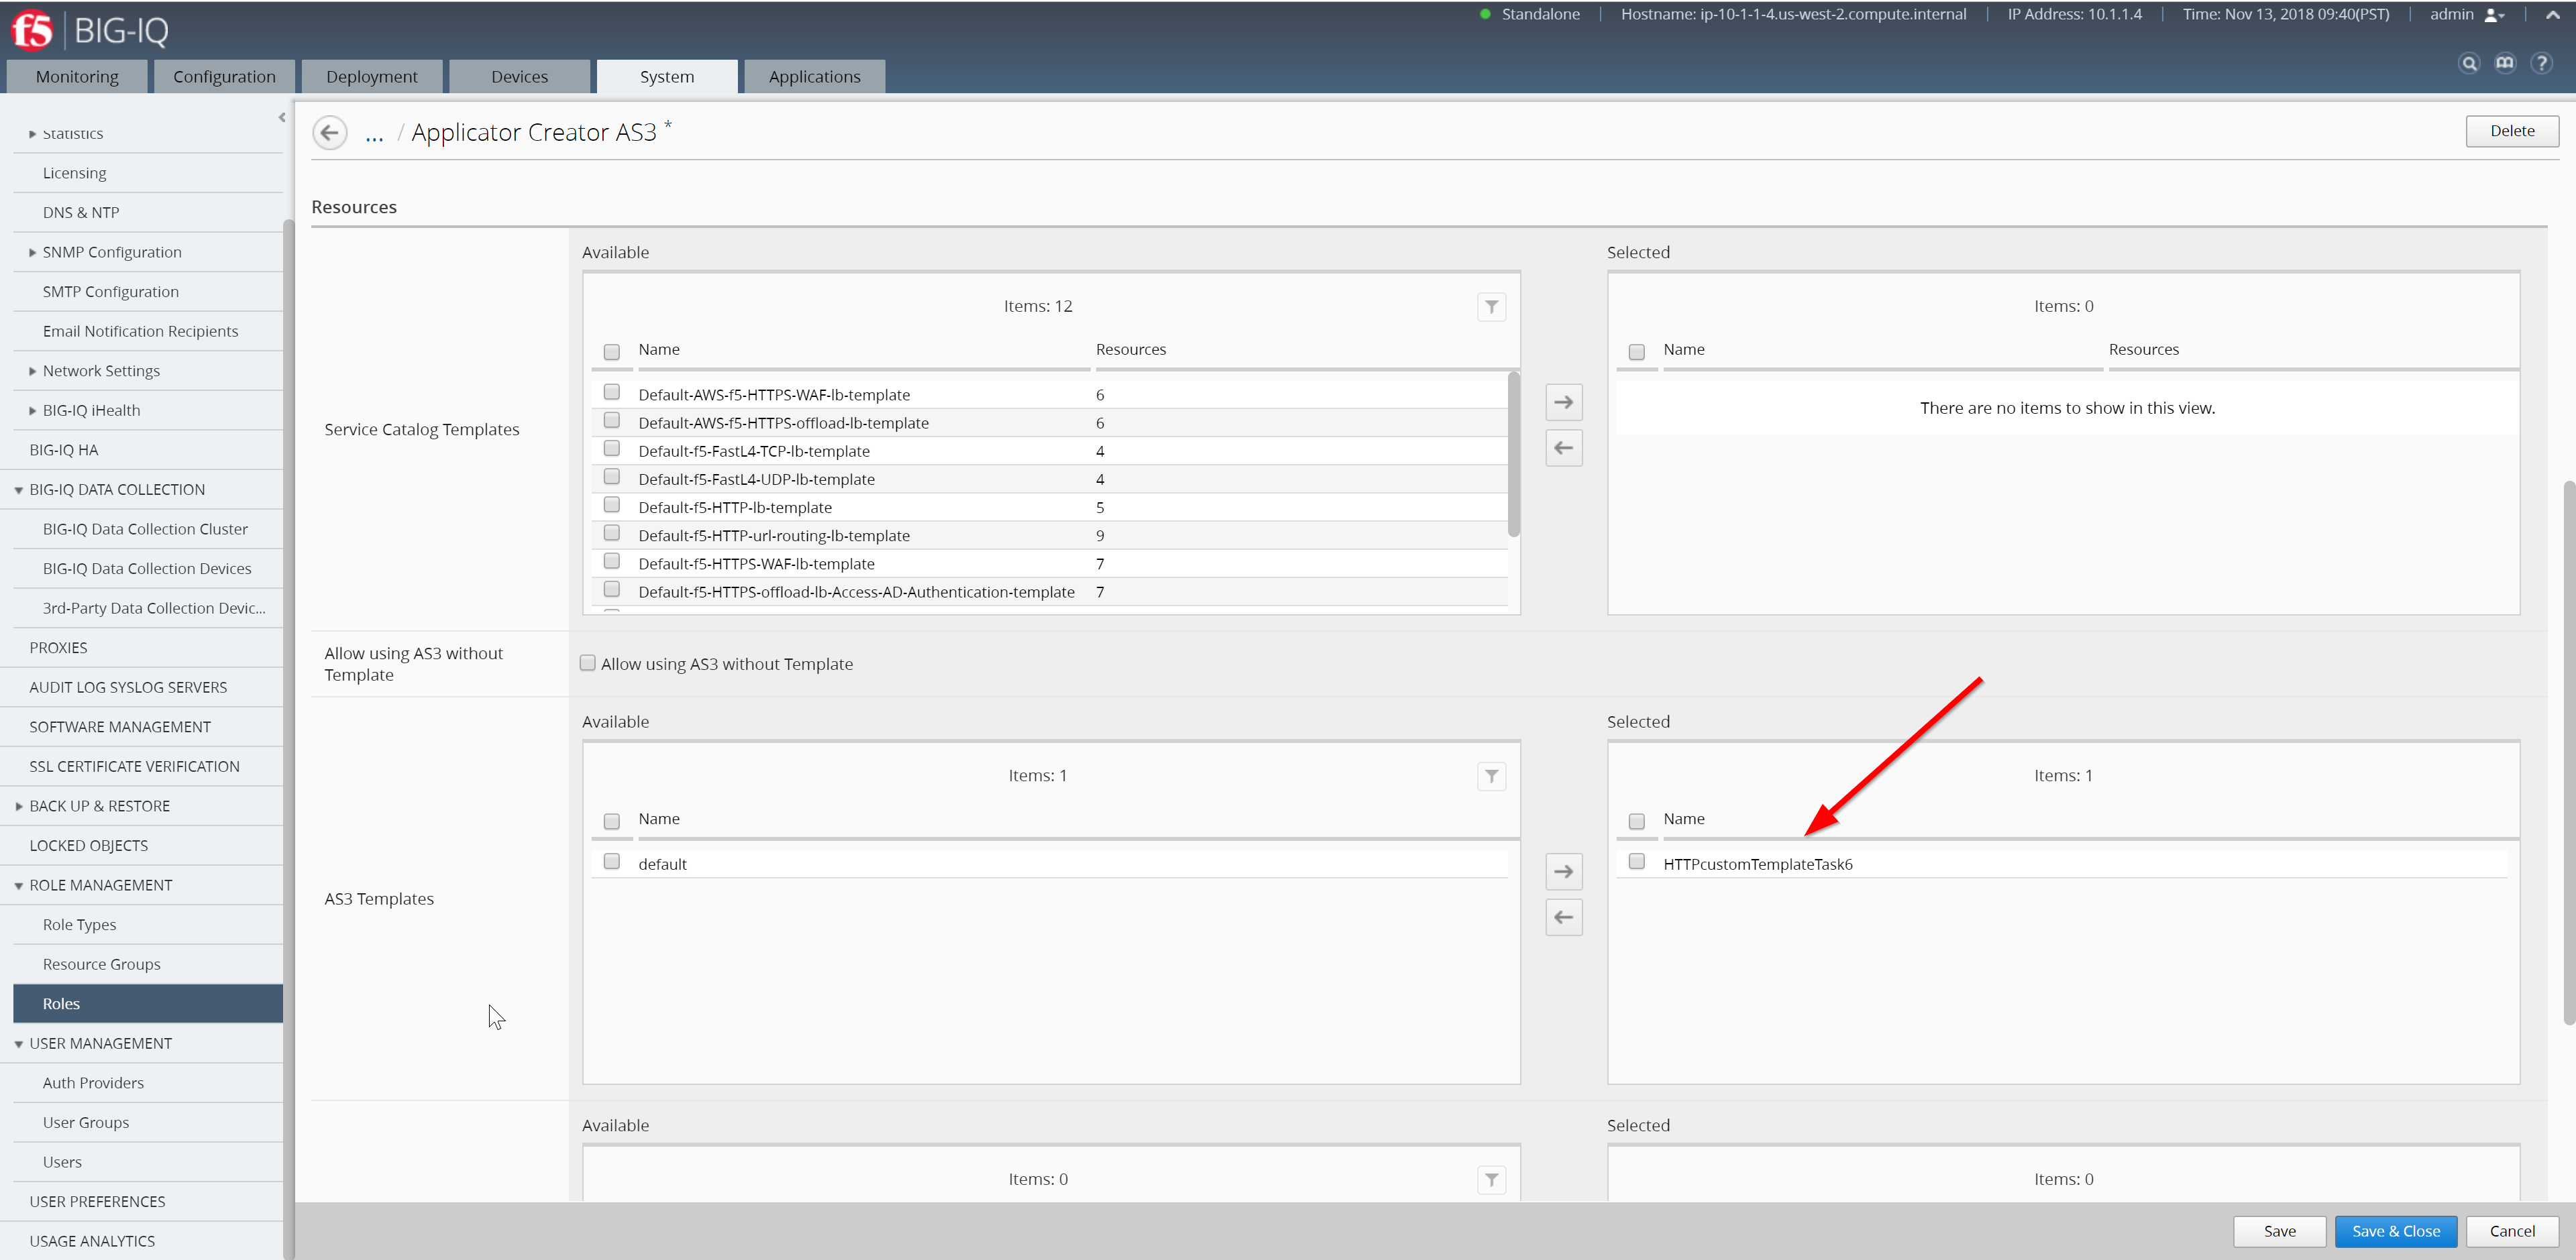 f5 BIG-IQ
Standalone
Hostname: ip-10-1-1-4.us-west-2.compute.internal
IP Address: 10.1.1.4
Time: Nov 13, 2018 09:40(PST)
admin
Monitoring
Configuration
Deployment
Devices
System
Applications
?
Statistics
Licensing
DNS & NTP
SNMP Configuration
SMTP Configuration
Email Notification Recipients
Network Settings
BIG-IQ iHealth
BIG-IQ HA
BIG-IQ DATA COLLECTION
BIG-IQ Data Collection Cluster
BIG-IQ Data Collection Devices
3rd-Party Data Collection Devic...
PROXIES
AUDIT LOG SYSLOG SERVERS
SOFTWARE MANAGEMENT
SSL CERTIFICATE VERIFICATION
BACK UP & RESTORE
LOCKED OBJECTS
ROLE MANAGEMENT
Role Types
Resource Groups
Roles
USER MANAGEMENT
Auth Providers
User Groups
Users
USER PREFERENCES
USAGE ANALYTICS
... / Applicator Creator AS3 *
Delete
Resources
Service Catalog Templates
Available
Items: 12
Name Resources
Default-AWS-f5-HTTPS-WAF-lb-template 6
Default-AWS-f5-HTTPS-offload-lb-template 6
Default-f5-FastL4-TCP-lb-template 4
Default-f5-FastL4-UDP-lb-template 4
Default-f5-HTTP-lb-template 5
Default-f5-HTTP-url-routing-lb-template 9
Default-f5-HTTPS-WAF-lb-template 7
Default-f5-HTTPS-offload-lb-Access-AD-Authentication-template 7
Selected
Items: 0
Name Resources
There are no items to show in this view.
Allow using AS3 without
Template
Allow using AS3 without Template
AS3 Templates
Available
Items: 1
Name
default
Selected
Items: 1
Name
HTTPcustomTemplateTask6
Available
Items: 0
Selected
Items: 0
Save
Save & Close
Cancel